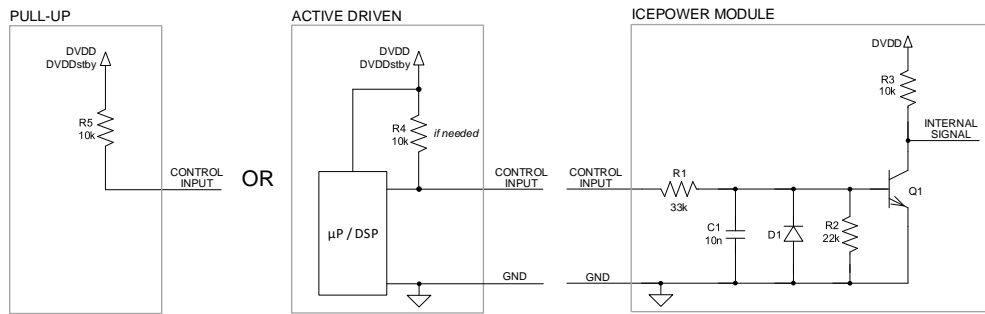 PULL-UP
DVDD
DVDDstby
R5
10k
CONTROL
INPUT
OR
ACTIVE DRIVEN
DVDD
DVDDstby
R4
10k
if needed
µP / DSP
CONTROL
INPUT
GND
ICEPOWER MODULE
CONTROL
INPUT
R1
33k
C1
10n
D1
R2
22k
DVDD
R3
10k
INTERNAL
SIGNAL
Q1
GND